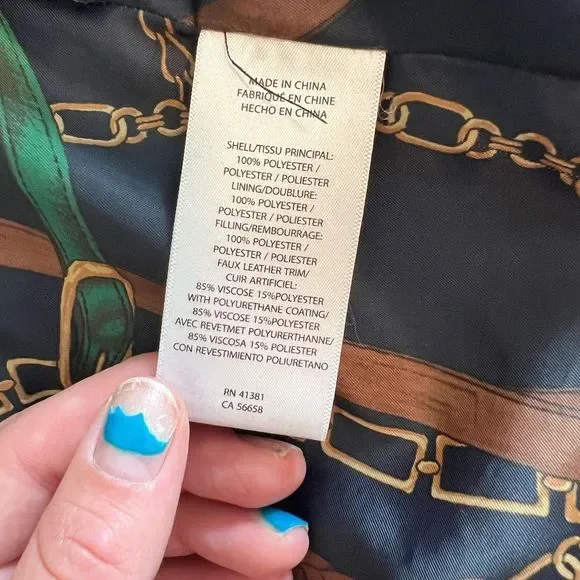 MADE IN CHINA
FABRIQUÉ EN CHINE
HECHO EN CHINA
SHELL/TISSU PRINCIPAL:
100% POLYESTER /
POLYESTER / POLIESTER
LINING/DOUBLURE:
100% POLYESTER /
POLYESTER / POLIESTER
FILLING/REMBOURRAGE:
100% POLYESTER /
POLYESTER / POLIESTER
FAUX LEATHER TRIM/
CUIR ARTIFICIEL:
85% VISCOSE 15%POLYESTER
WITH POLYURETHANE COATING/
85% VISCOSE 15%POLYESTER
AVEC REVETMET POLYURERTHANNE/
85% VISCOSA 15% POLIESTER
CON REVESTIMIENTO POLIURETANO
RN 41381
CA 56658